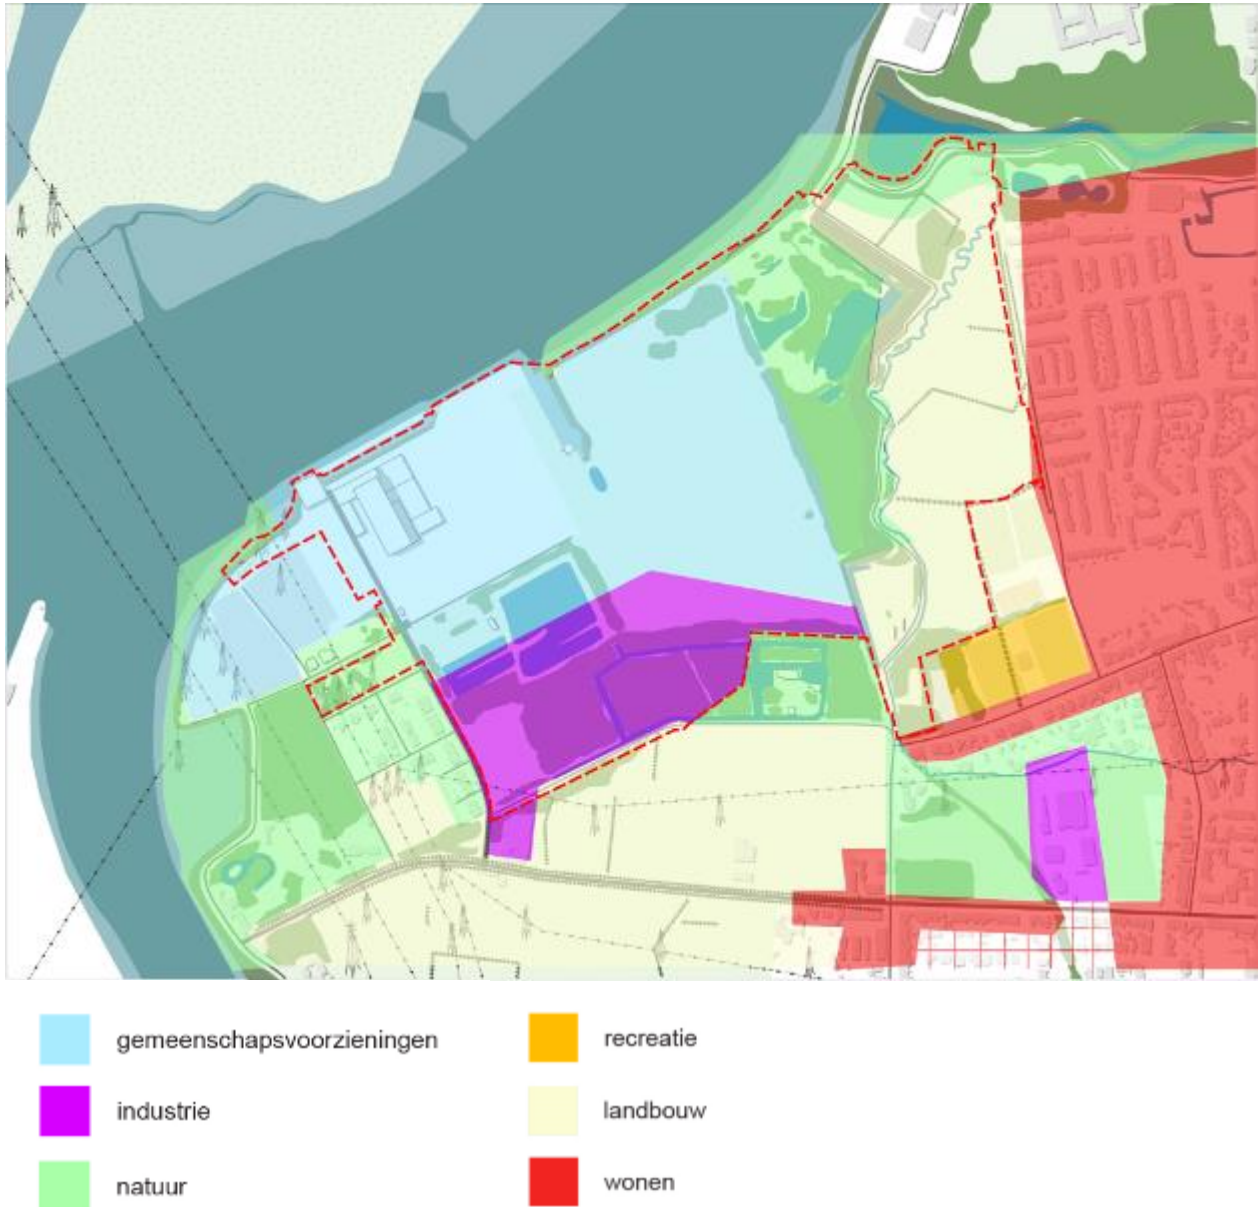 gemeenschapsvoorzieningen
industrie
natuur
recreatie
landbouw
wonen